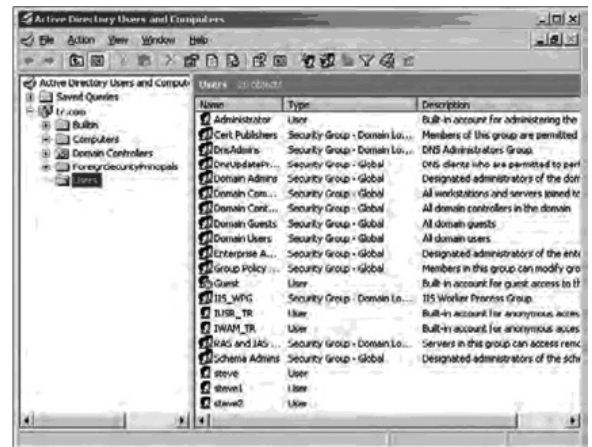 Active Directory Users and Computers
File Action View Window Help
Active Directory Users and Comput
Saved Queries
tr.com
Builtin
Computers
Domain Controllers
ForeignSecurityPrincipals
Users
Users 20 objects
Name Type Description
Administrator User Built-in account for administering the
Cert Publishers Security Group - Domain Lo... Members of this group are permitted
DnsAdmins Security Group - Domain Lo... DNS Administrators Group
DnsUpdatePr... Security Group - Global DNS clients who are permitted to perf
Domain Admins Security Group - Global Designated administrators of the dom
Domain Com... Security Group - Global All workstations and servers joined to
Domain Cont... Security Group - Global All domain controllers in the domain
Domain Guests Security Group - Global All domain guests
Domain Users Security Group - Global All domain users
Enterprise A... Security Group - Global Designated administrators of the ente
Group Policy ... Security Group - Global Members in this group can modify gro
Guest User Built-in account for guest access to th
IIS_WPG Security Group - Domain Lo... IIS Worker Process Group
IUSR_TR User Built-in account for anonymous acces
IWAM_TR User Built-in account for anonymous acces
RAS and IAS ... Security Group - Domain Lo... Servers in this group can access remo
Schema Admins Security Group - Global Designated administrators of the sche
steve User
steve1 User
steve2 User